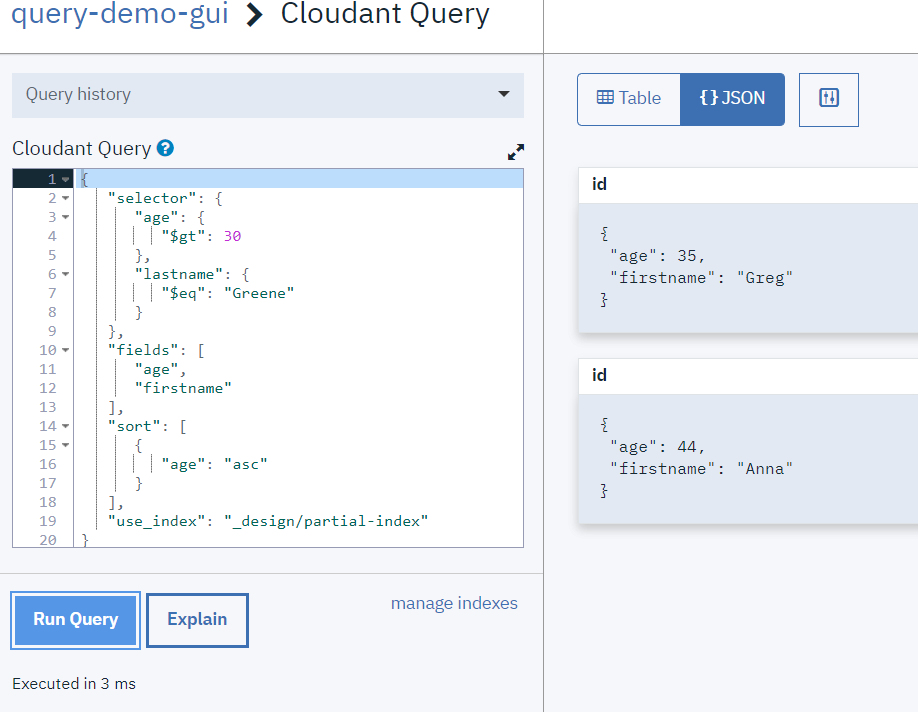 query-demo-gui > Cloudant Query
Query history
Cloudant Query ?
1 {
2 "selector": {
3 "age": {
4 "$gt": 30
5 },
6 "lastname": {
7 "$eq": "Greene"
8 }
9 },
10 "fields": [
11 "age",
12 "firstname"
13 ],
14 "sort": [
15 {
16 "age": "asc"
17 }
18 ],
19 "use_index": "_design/partial-index"
20 }
Run Query
Explain
manage indexes
Executed in 3 ms
Table
{} JSON
id
{
"age": 35,
"firstname": "Greg"
}
id
{
"age": 44,
"firstname": "Anna"
}